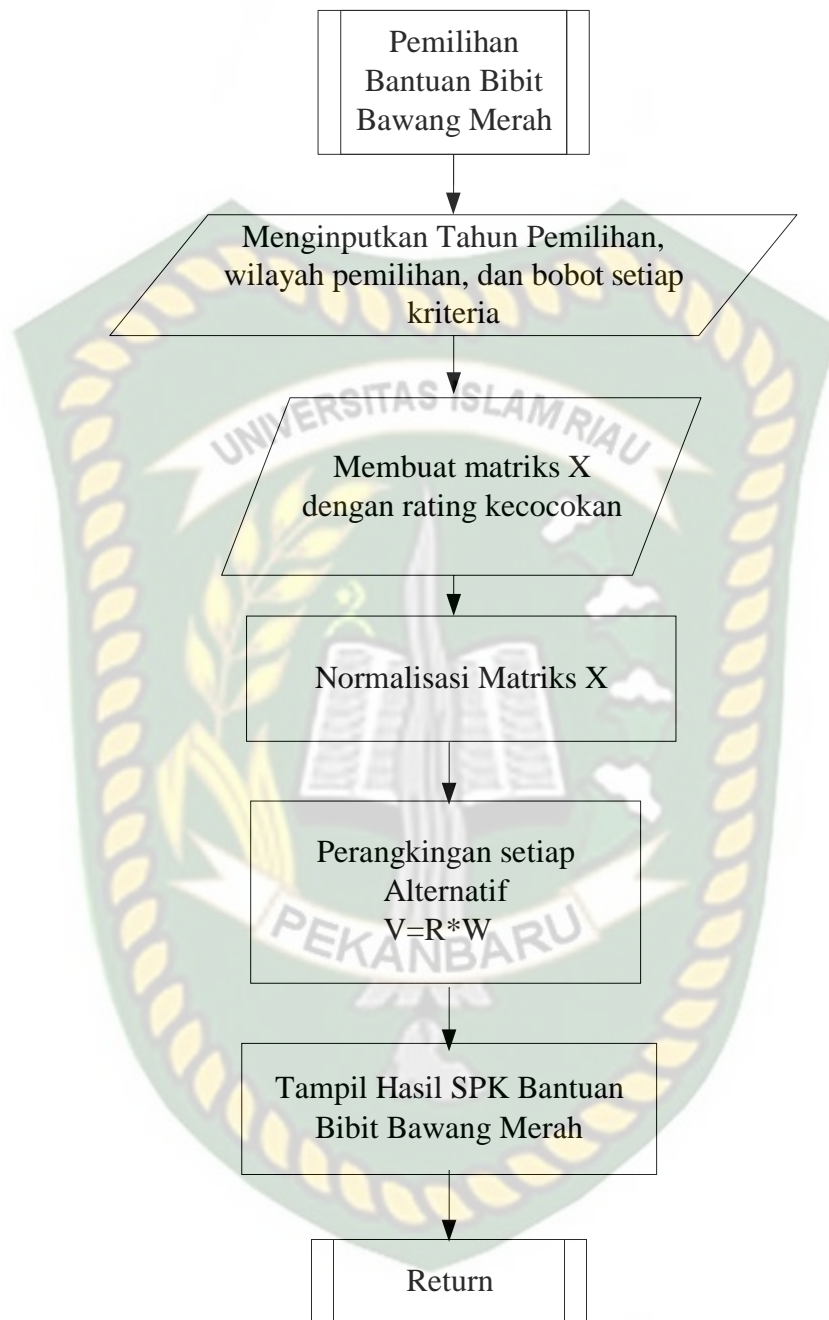 Pemilihan
Bantuan Bibit
Bawang Merah
Menginputkan Tahun Pemilihan,
wilayah pemilihan, dan bobot setiap
kriteria
UNIVERSITAS ISLAM RIAU
Membuat matriks X
dengan rating kecocokan
Normalisasi Matriks X
Perangkingan setiap
Alternatif
V=R*W
PEKANBARU
Tampil Hasil SPK Bantuan
Bibit Bawang Merah
Return